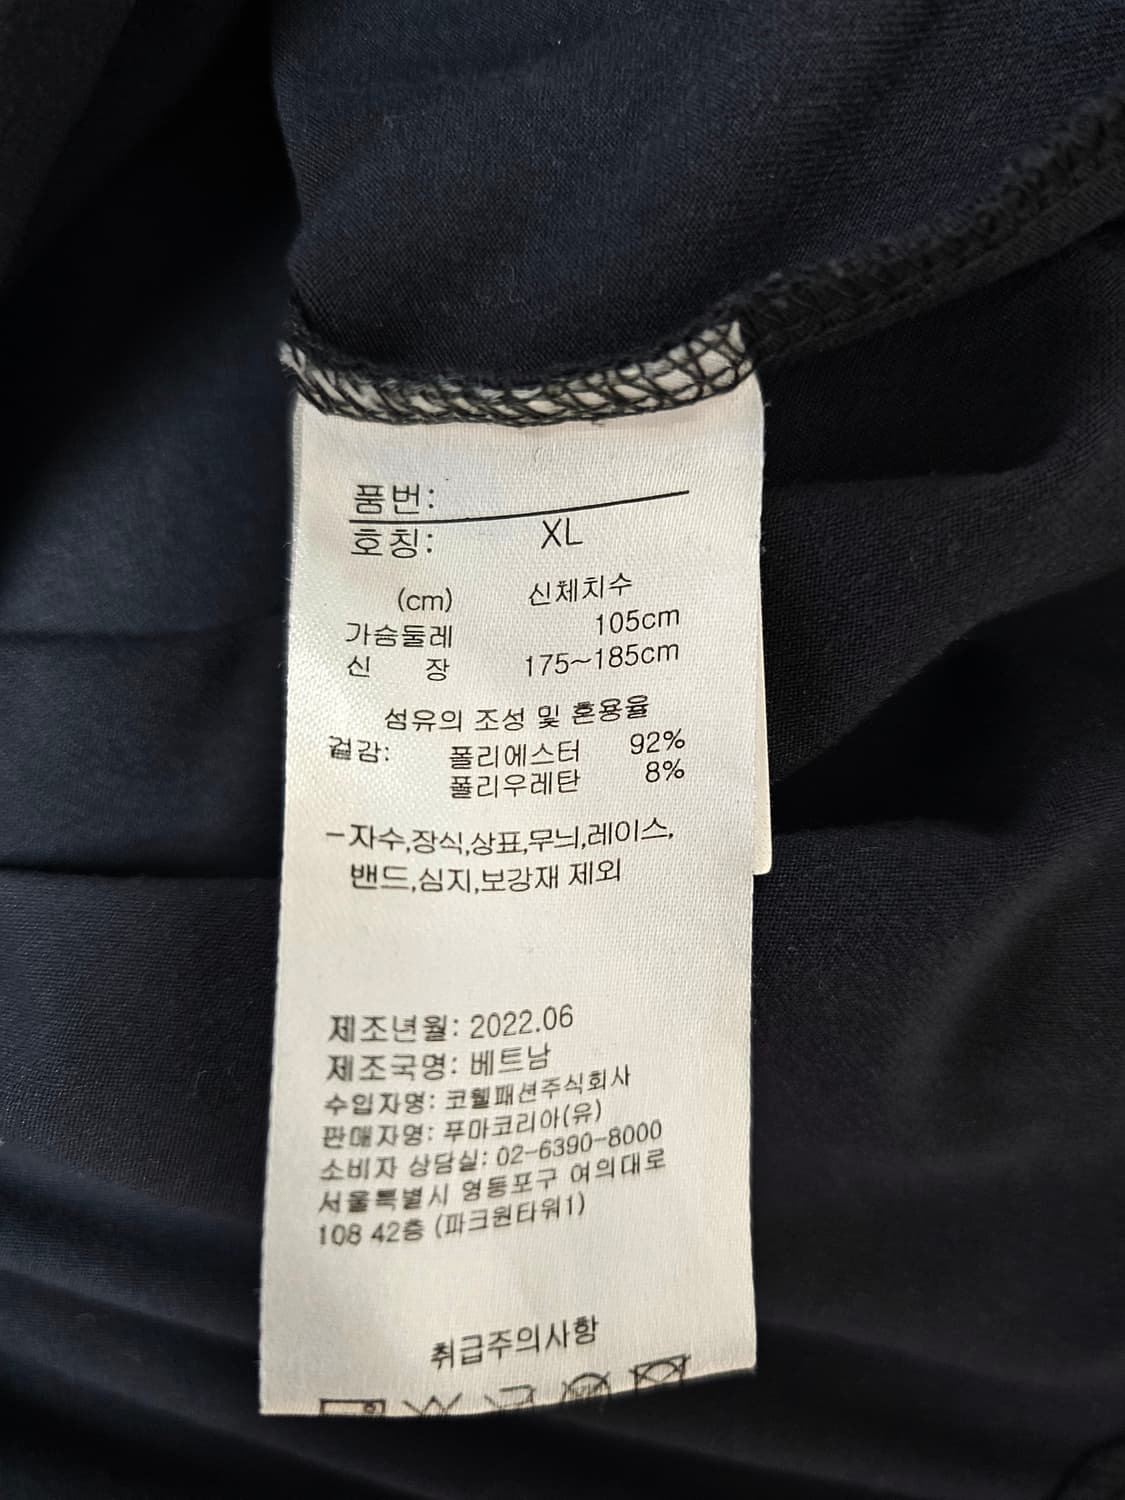 품번:
호칭: XL
(cm) 신체치수
가슴둘레 105cm
신 장 175~185cm
섬유의 조성 및 혼용율
겉감: 폴리에스터 92%
폴리우레탄 8%
-자수,장식,상표,무늬,레이스,
밴드,심지,보강재 제외
제조년월: 2022.06
제조국명: 베트남
수입자명: 코웰패션주식회사
판매자명: 푸마코리아(유)
소비자 상담실: 02-6390-8000
서울특별시 영등포구 여의대로
108 42층 (파크원타워1)
취급주의사항